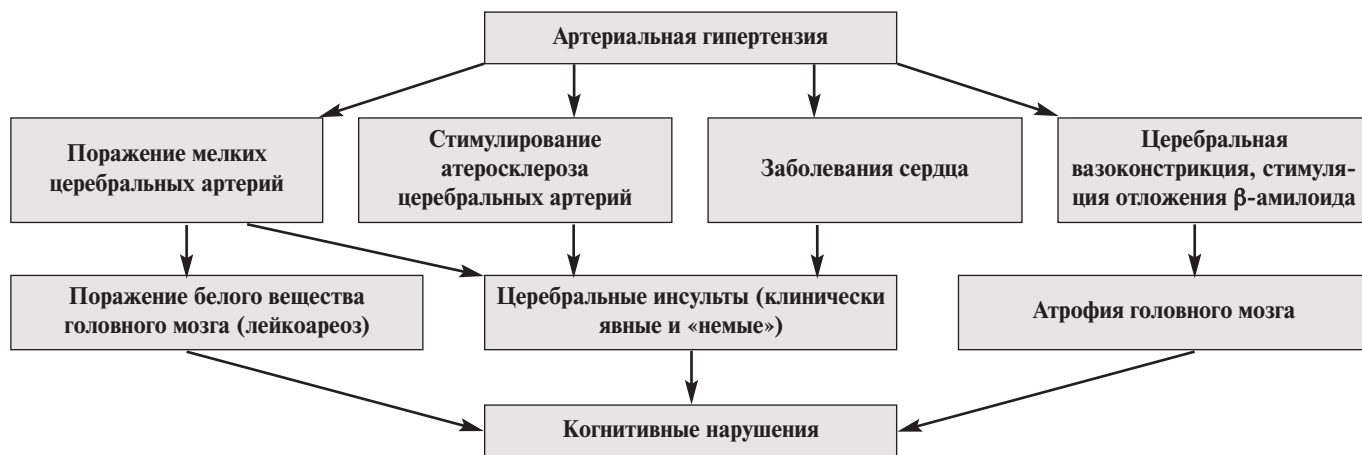 Артериальная гипертензия
Поражение мелких
церебральных артерий
Стимулирование
атеросклероза
церебральных артерий
Заболевания сердца
Церебральная
вазоконстрикция, стимуля-
ция отложения β-амилоида
Поражение белого вещества
головного мозга (лейкоареоз)
Церебральные инсульты (клинически
явные и «немые»)
Атрофия головного мозга
Когнитивные нарушения